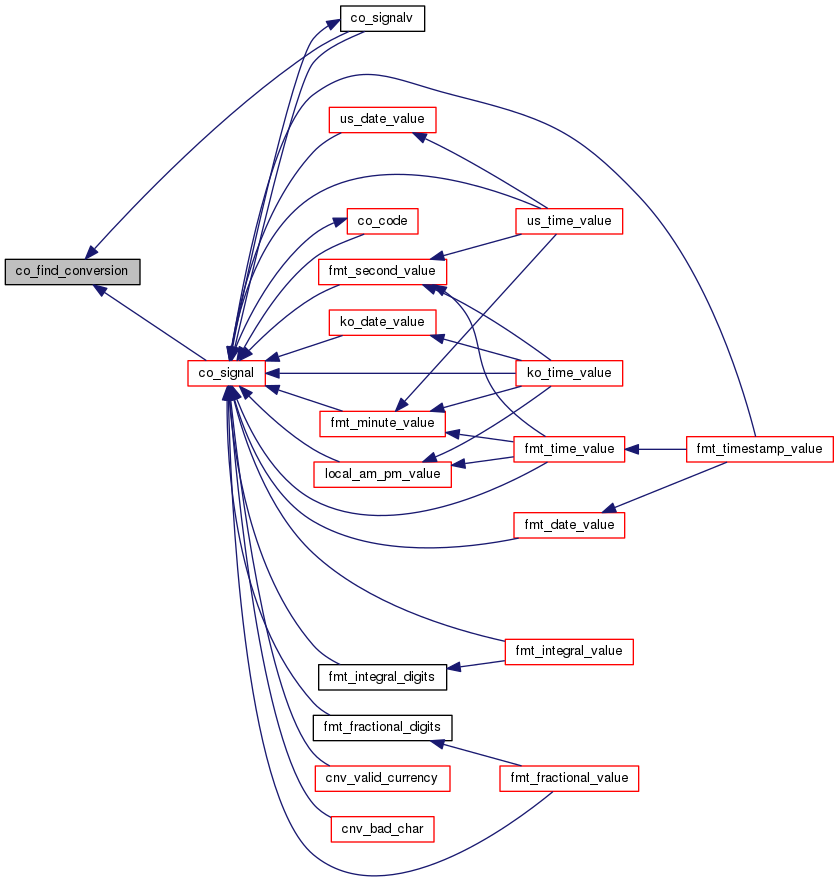 co_signalv
us_date_value
co_code
us_time_value
co_find_conversion
fmt_second_value
ko_date_value
co_signal
ko_time_value
fmt_minute_value
fmt_time_value
fmt_timestamp_value
local_am_pm_value
fmt_date_value
fmt_integral_value
fmt_integral_digits
fmt_fractional_digits
cnv_valid_currency
fmt_fractional_value
cnv_bad_char